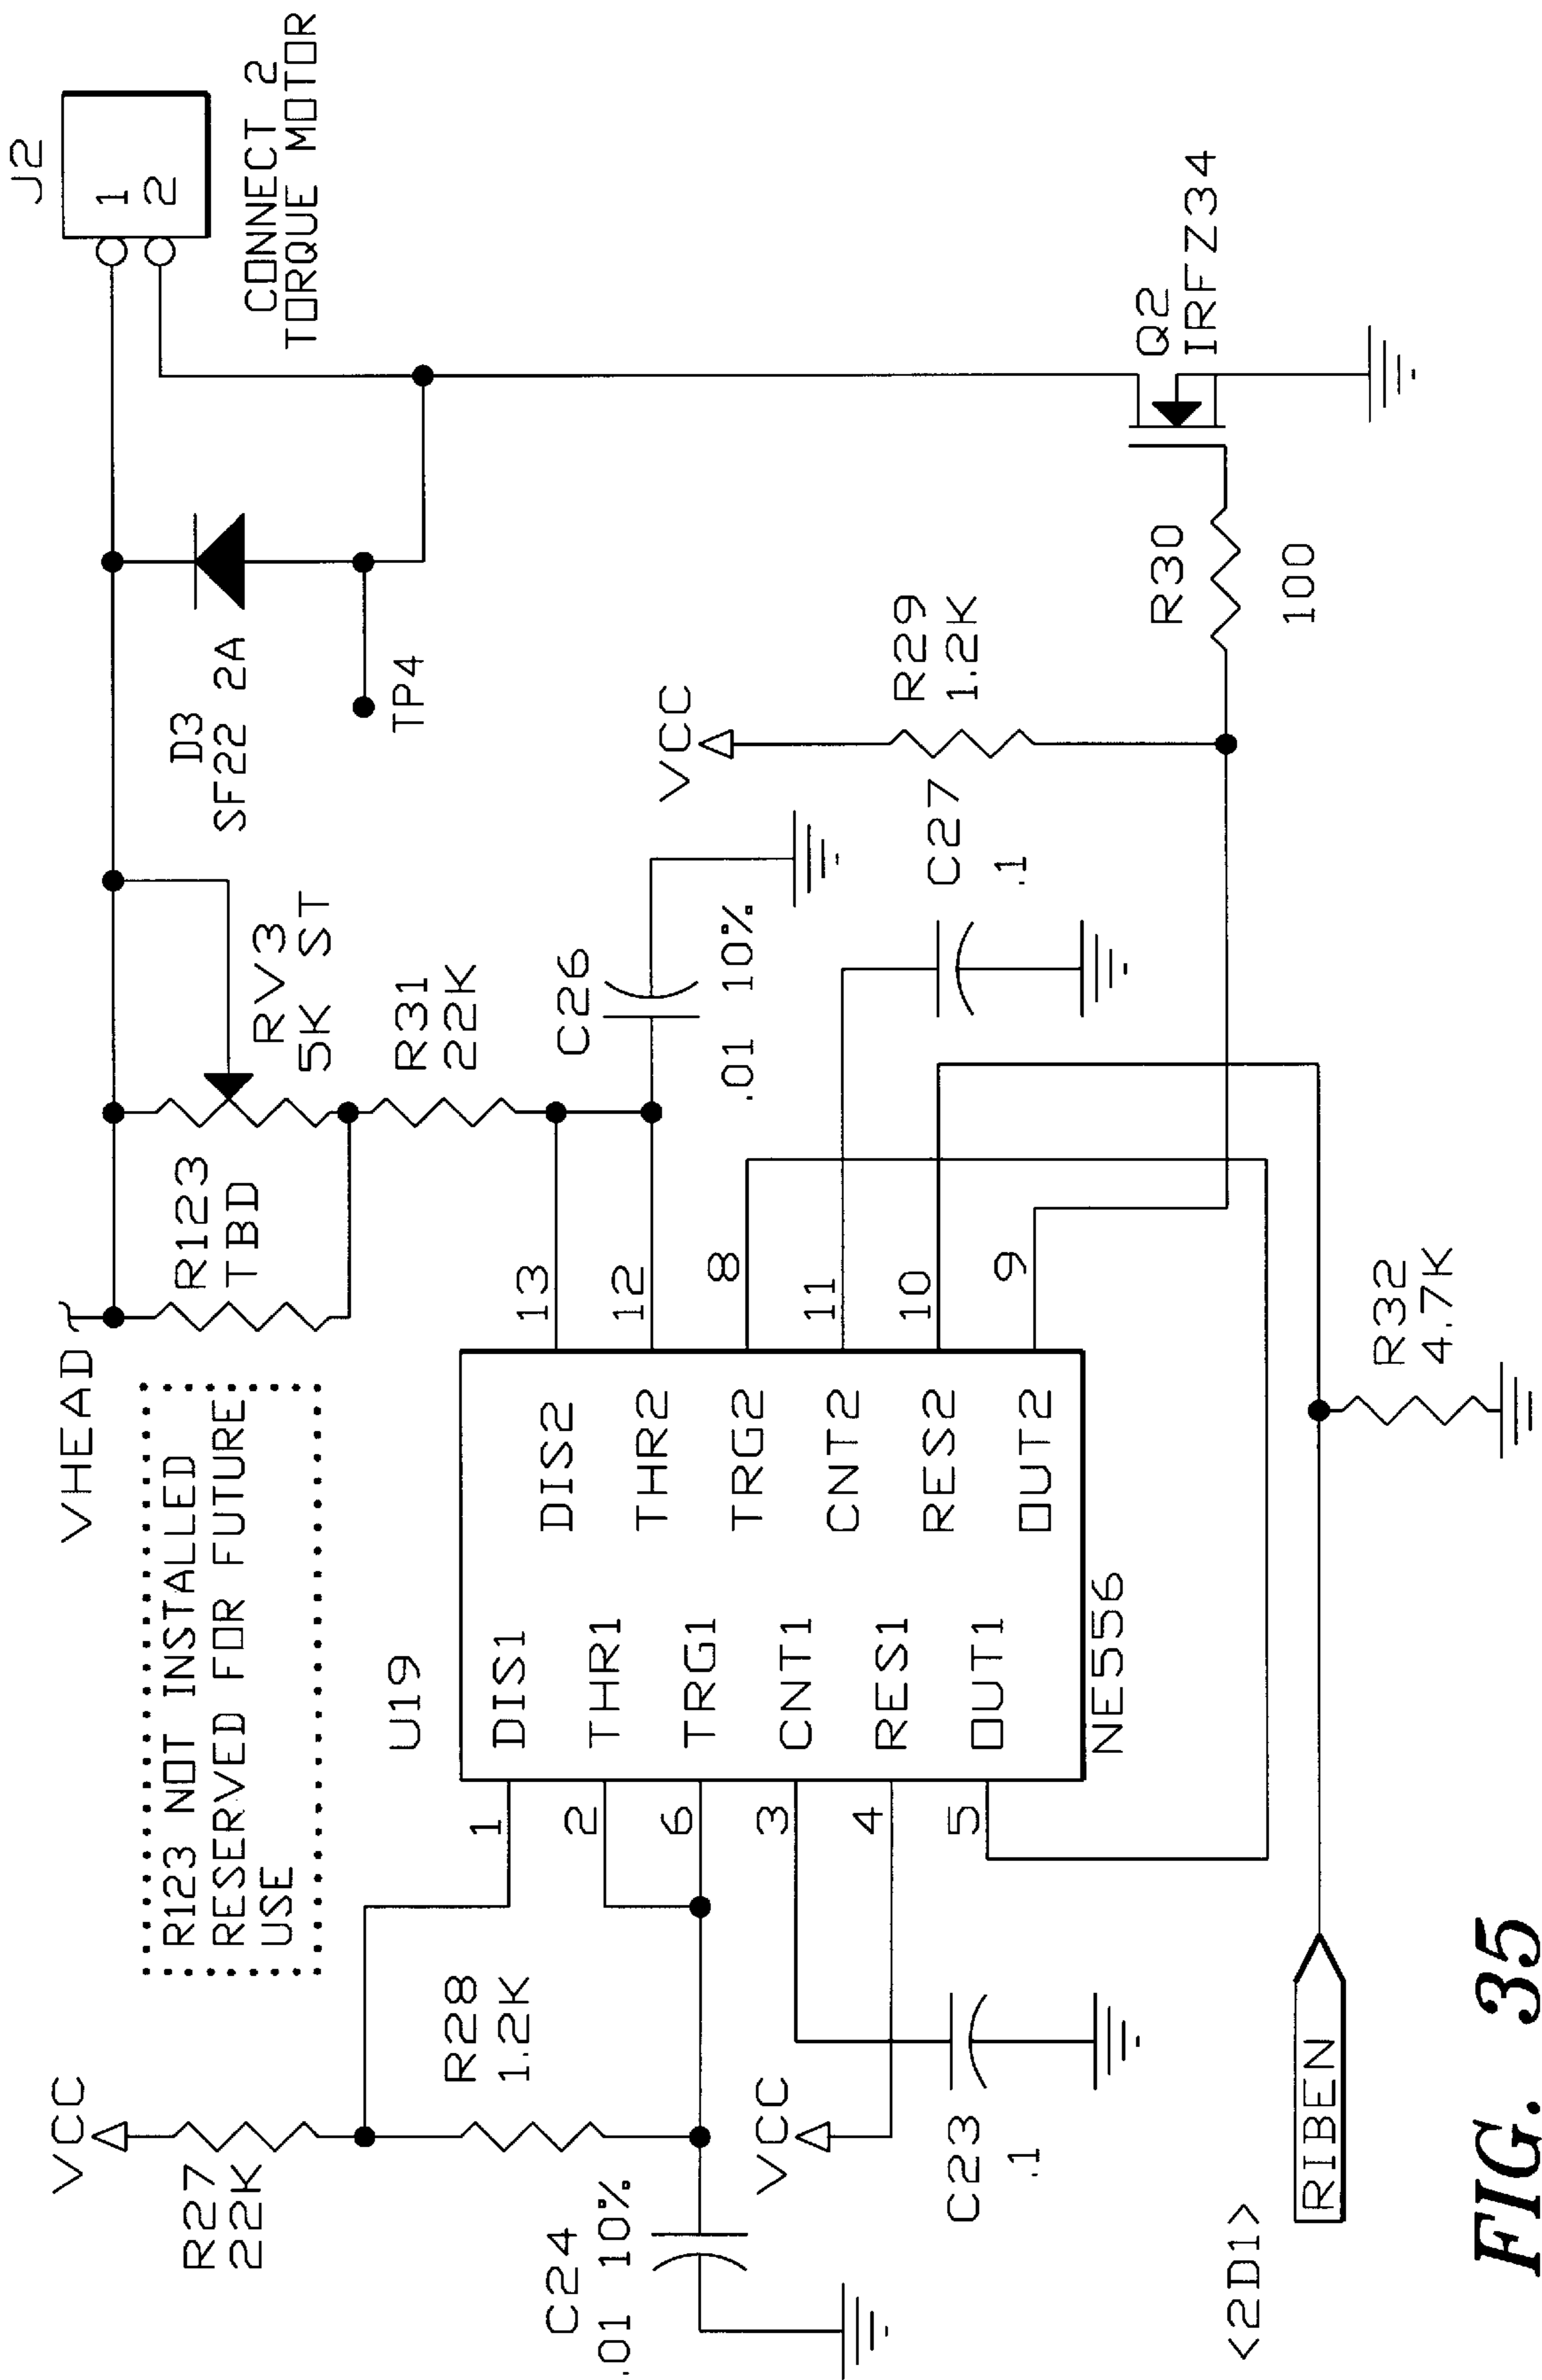 VHEAD
R123 NOT INSTALLED
RESERVED FOR FUTURE
USE
R123
TBD
RV3
5K ST
D3
SF22 2A
TP4
J2
1
2
CONNECT 2
TORQUE MOTOR
VCC
R27
22K
R28
1.2K
C24
.01 10%
VCC
C23
.1
U19
DIS1
THR1
TRG1
CNT1
RES1
OUT1
DIS2
THR2
TRG2
CNT2
RES2
OUT2
NE556
1
2
6
3
4
5
13
12
8
11
10
9
R31
22K
C26
.01 10%
C27
.1
VCC
R29
1.2K
R30
100
Q2
IRFZ34
R32
4.7K
<2D1>
RIBEN
FIG. 35